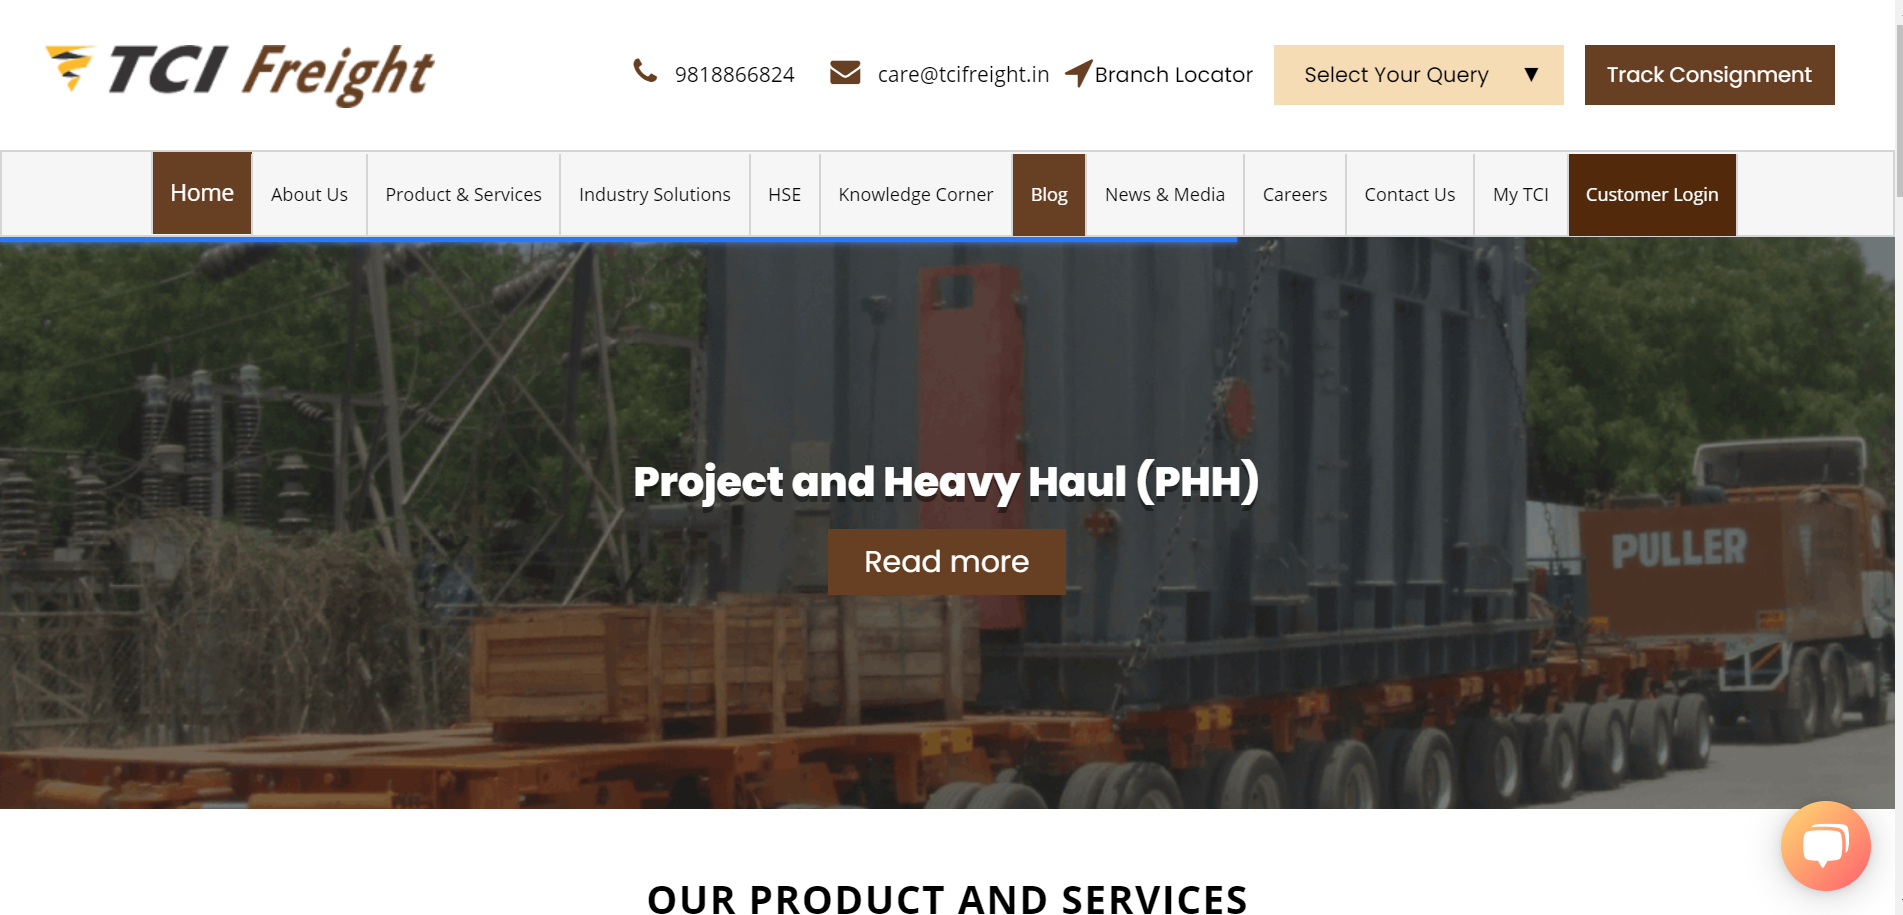 TCI Freight
9818866824
care@tcifreight.in
Branch Locator
Select Your Query ▼
Track Consignment
Home
About Us
Product & Services
Industry Solutions
HSE
Knowledge Corner
Blog
News & Media
Careers
Contact Us
My TCI
Customer Login
Project and Heavy Haul (PHH)
Read more
PULLER
OUR PRODUCT AND SERVICES